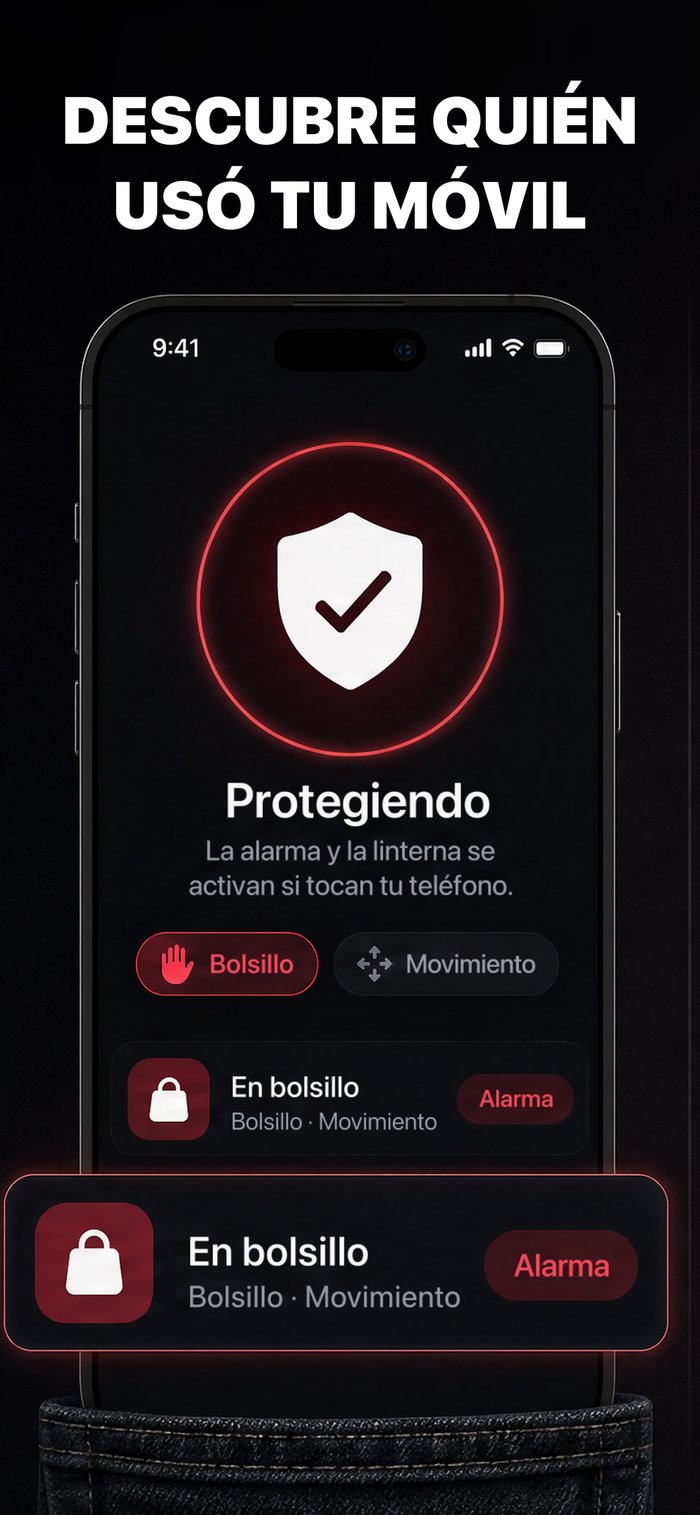 DESCUBRE QUIÉN
USÓ TU MÓVIL
9:41
Protegiendo
La alarma y la linterna se
activan si tocan tu teléfono.
Bolsillo
Movimiento
En bolsillo
Bolsillo · Movimiento
Alarma
En bolsillo
Bolsillo · Movimiento
Alarma